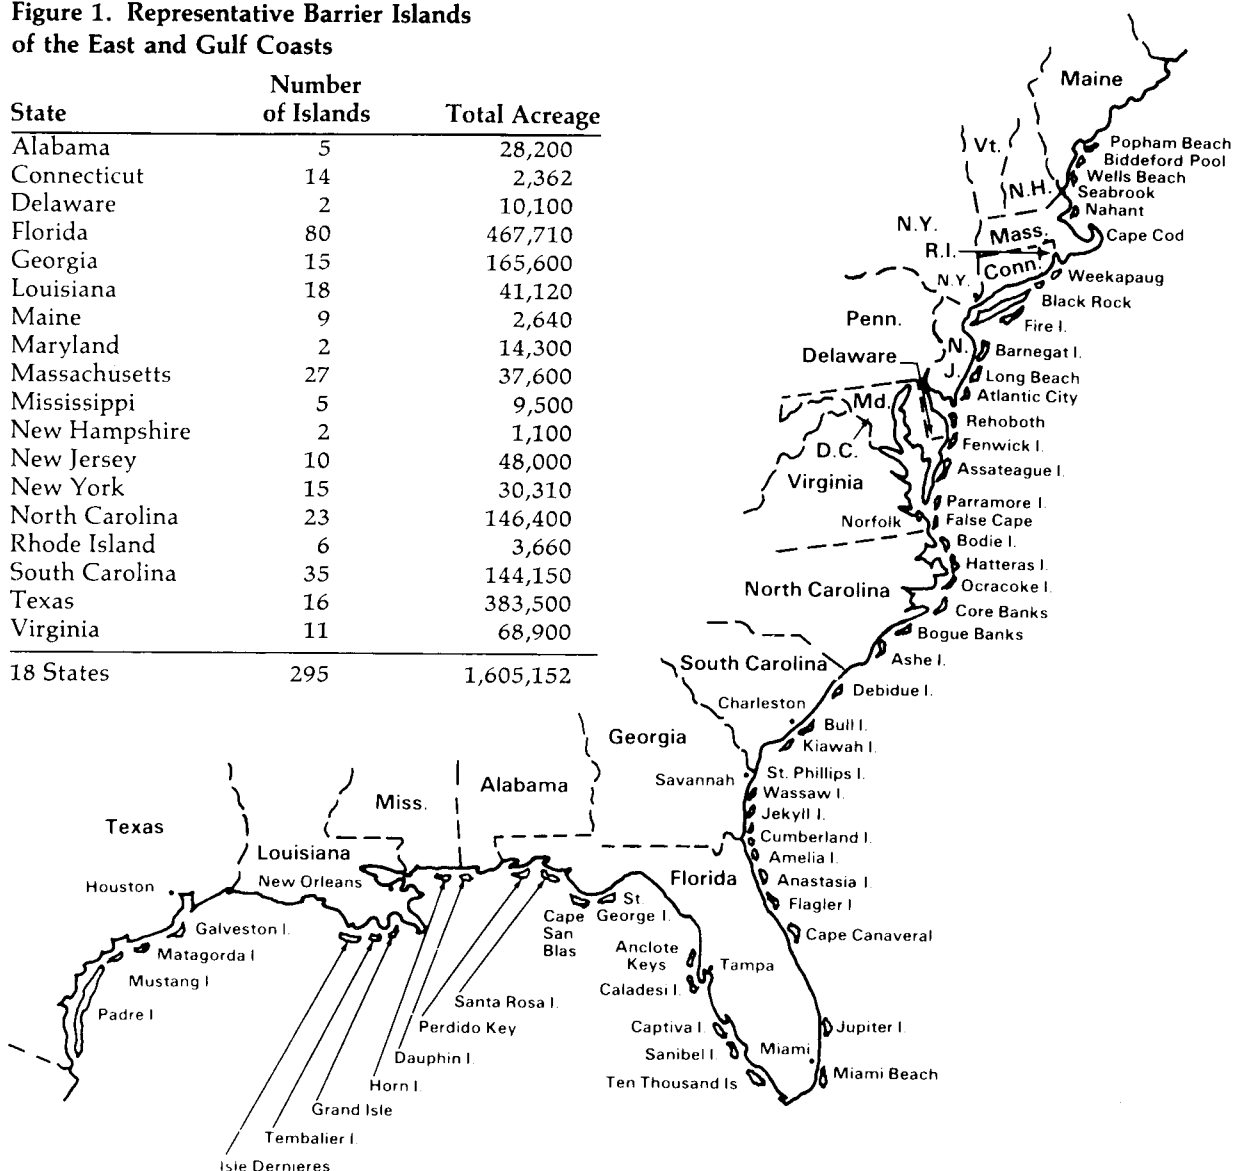 Figure 1. Representative Barrier Islands
of the East and Gulf Coasts
State Number of Islands Total Acreage
Alabama 5 28,200
Connecticut 14 2,362
Delaware 2 10,100
Florida 80 467,710
Georgia 15 165,600
Louisiana 18 41,120
Maine 9 2,640
Maryland 2 14,300
Massachusetts 27 37,600
Mississippi 5 9,500
New Hampshire 2 1,100
New Jersey 10 48,000
New York 15 30,310
North Carolina 23 146,400
Rhode Island 6 3,660
South Carolina 35 144,150
Texas 16 383,500
Virginia 11 68,900
18 States 295 1,605,152
Maine
Vt.
Popham Beach
Biddeford Pool
Wells Beach
N.H.
Seabrook
Nahant
N.Y.
Mass.
Cape Cod
R.I.
Conn.
Weekapaug
N.Y.
Black Rock
Penn.
Fire I.
Delaware
N.
J.
Barnegat I.
Long Beach
Atlantic City
Md.
Rehoboth
D.C.
Fenwick I.
Assateague I.
Virginia
Parramore I.
Norfolk
False Cape
Bodie I.
Hatteras I.
North Carolina
Ocracoke I.
Core Banks
Bogue Banks
Ashe I.
South Carolina
Debidue I.
Charleston
Bull I.
Georgia
Kiawah I.
Savannah
St. Phillips I.
Wassaw I.
Jekyll I.
Cumberland I.
Amelia I.
Anastasia I.
Flagler I
Cape Canaveral
Alabama
Miss.
Texas
Louisiana
Florida
Houston
New Orleans
Cape
San
Blas
St.
George I.
Galveston I.
Matagorda I
Mustang I
Padre I
Anclote
Keys
Tampa
Caladesi I.
Santa Rosa I.
Perdido Key
Captiva I.
Jupiter I.
Sanibel I.
Miami
Dauphin I.
Miami Beach
Ten Thousand Is
Horn I.
Grand Isle
Tembalier I.
Isle Dernieres